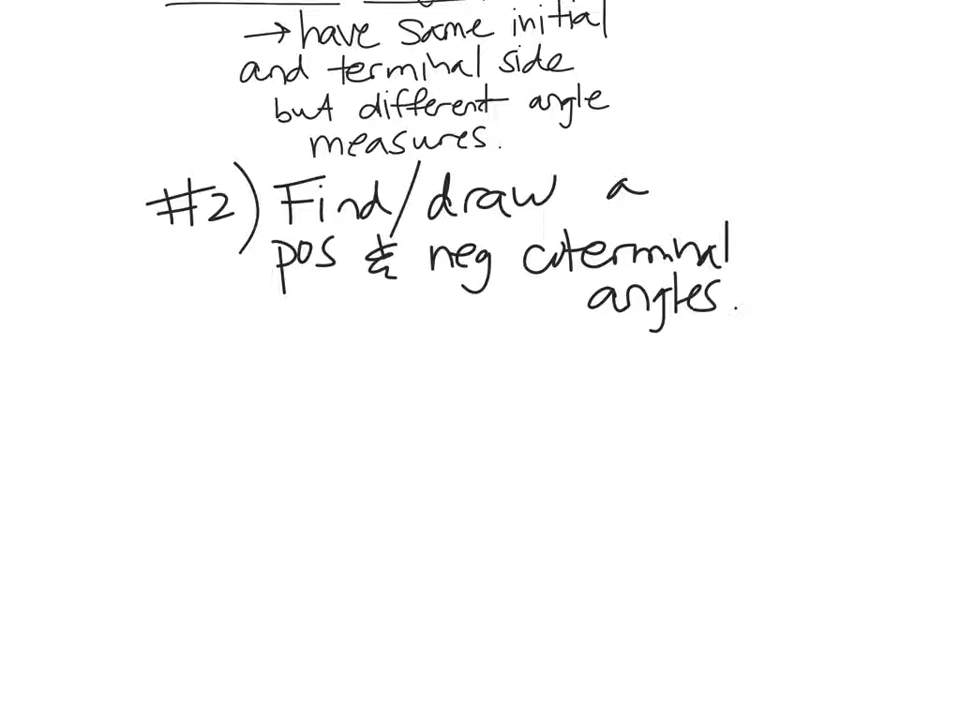 → have same initial
and terminal side
but different angle
measures.
#2) Find/draw a
pos & neg coterminal
angles.